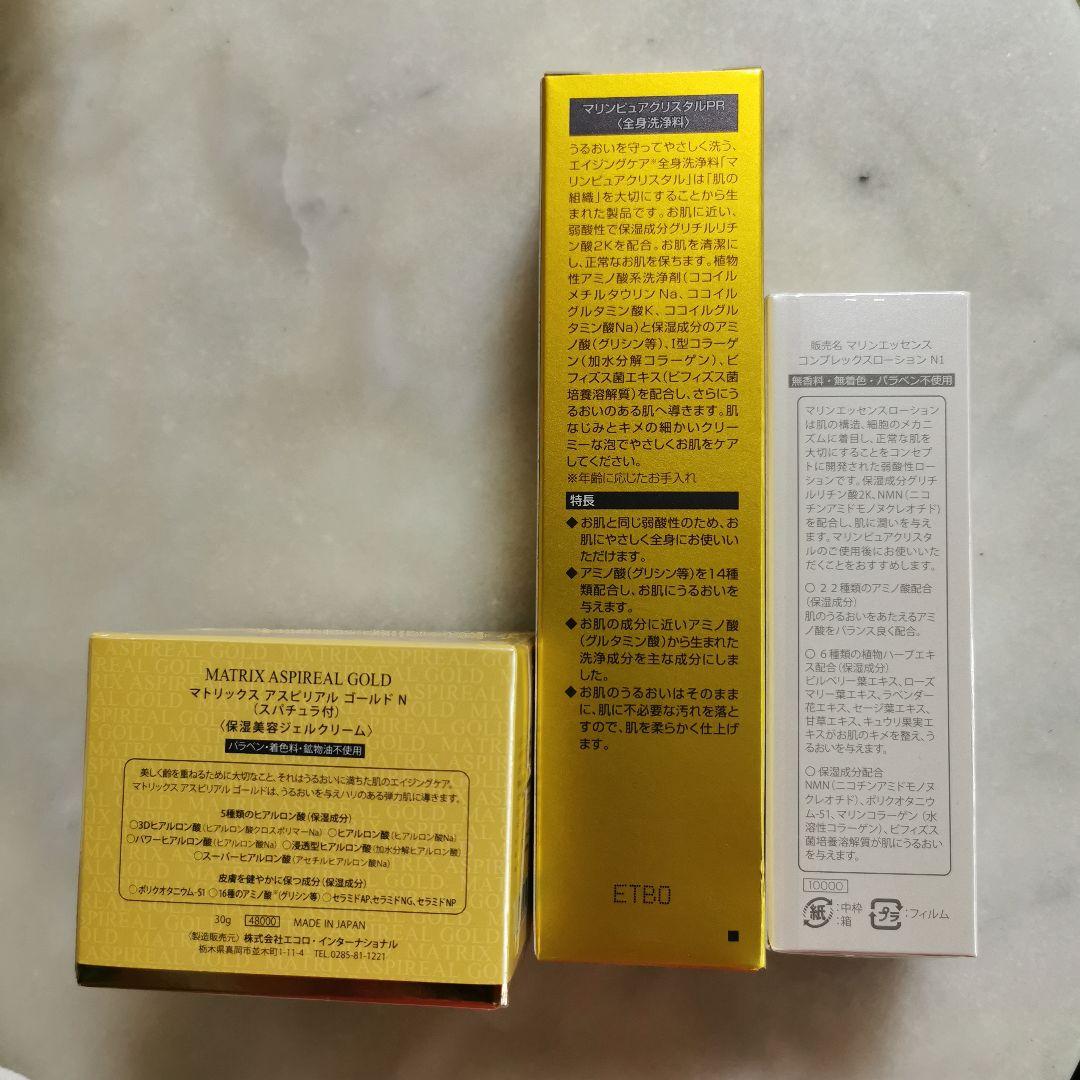 MATRIX ASPIREAL GOLD
マトリックス アスピリアル ゴールド N
(スパチュラ付)
〈保湿美容ジェルクリーム〉
パラベン・着色料・鉱物油不使用
美しく齢を重ねるために大切なこと、それはうるおいに満ちた肌のエイジングケア。
マトリックス アスピリアル ゴールドは、うるおいを与えハリのある弾力肌に導きます。
5種類のヒアルロン酸(保湿成分)
○3Dヒアルロン酸(ヒアルロン酸クロスポリマーNa) ○ヒアルロン酸(ヒアルロン酸Na)
○パワーヒアルロン酸(ヒアルロン酸Na) ○浸透型ヒアルロン酸(加水分解ヒアルロン酸)
○スーパーヒアルロン酸(アセチルヒアルロン酸Na)
皮膚を健やかに保つ成分(保湿成分)
○ポリクオタニウム-51 ○16種のアミノ酸※(グリシン等) ○セラミドAP、セラミドNG、セラミドNP
30g 48000 MADE IN JAPAN
〈製造販売元〉株式会社エコロ・インターナショナル
栃木県真岡市並木町1-11-4 TEL.0285-81-1221
マリンピュアクリスタルPR
〈全身洗浄料〉
うるおいを守ってやさしく洗う、
エイジングケア※全身洗浄料「マ
リンピュアクリスタル」は「肌の
組織」を大切にすることから生
まれた製品です。お肌に近い、
弱酸性で保湿成分グリチルリチ
ン酸2Kを配合。お肌を清潔に
し、正常なお肌を保ちます。植物
性アミノ酸系洗浄剤(ココイル
メチルタウリンNa、ココイル
グルタミン酸K、ココイルグル
タミン酸Na)と保湿成分のアミ
ノ酸(グリシン等)、I型コラーゲ
ン(加水分解コラーゲン)、ビ
フィズス菌エキス(ビフィズス菌
培養溶解質)を配合し、さらにう
るおいのある肌へ導きます。肌
なじみとキメの細かいクリー
ミーな泡でやさしくお肌をケア
してください。
※年齢に応じたお手入れ
特長
◆お肌と同じ弱酸性のため、お
肌にやさしく全身にお使いい
ただけます。
◆アミノ酸(グリシン等)を14種
類配合し、お肌にうるおいを
与えます。
◆お肌の成分に近いアミノ酸
(グルタミン酸)から生まれた
洗浄成分を主な成分にしまし
た。
◆お肌のうるおいはそのまま
に、肌に不必要な汚れを落と
すので、肌を柔らかく仕上げ
ます。
ETBO
販売名 マリンエッセンス
コンプレックスローション N1
無香料・無着色・パラベン不使用
マリンエッセンスローション
は肌の構造、細胞のメカニ
ズムに着目し、正常な肌を
大切にすることをコンセプ
トに開発された弱酸性ロー
ションです。保湿成分グリチ
ルリチン酸2K、NMN(ニコ
チンアミドモノヌクレオチド)
を配合し、肌に潤いを与え
ます。マリンピュアクリスタ
ルのご使用後にお使いいた
だくことをおすすめします。
○ 22種類のアミノ酸配合
(保湿成分)
肌のうるおいをあたえるアミ
ノ酸をバランス良く配合。
○ 6種類の植物ハーブエキ
ス配合(保湿成分)
ビルベリー葉エキス、ローズ
マリー葉エキス、ラベンダー
花エキス、セージ葉エキス、
甘草エキス、キュウリ果実エ
キスがお肌のキメを整え、う
るおいを与えます。
○ 保湿成分配合
NMN(ニコチンアミドモノヌ
クレオチド)、ポリクオタニウ
ム-51、マリンコラーゲン(水
溶性コラーゲン)、ビフィズス
菌培養溶解質が肌にうるおい
を与えます。
10000
紙 :中枠 プラ :フィルム
:箱